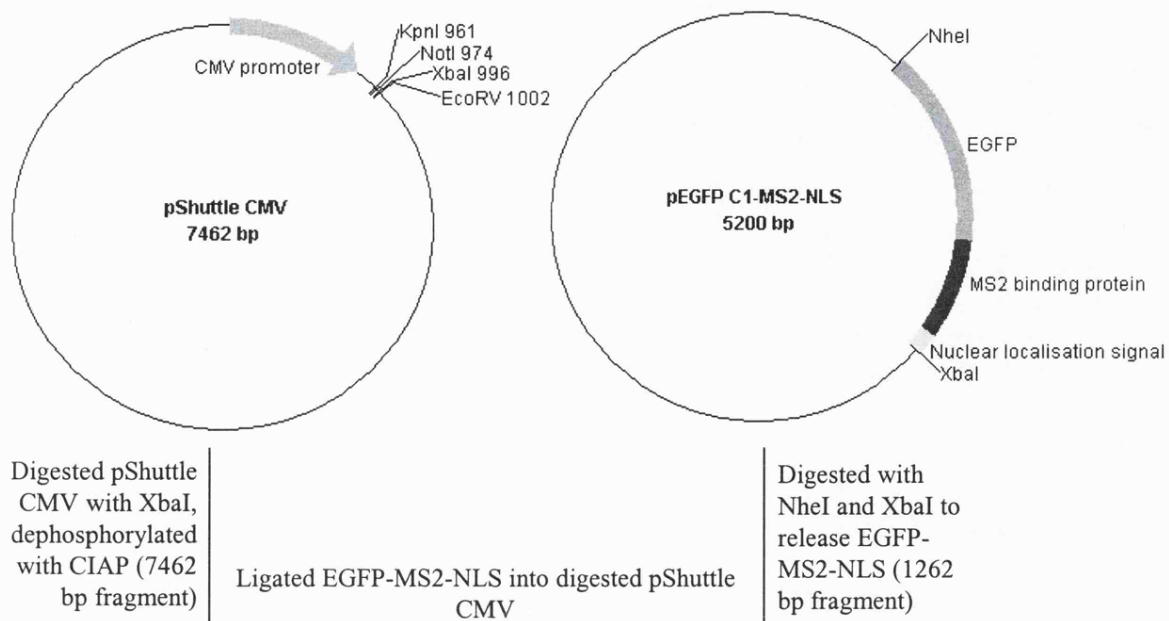 KpnI 961
NotI 974
XbaI 996
EcoRV 1002
CMV promoter
pShuttle CMV
7462 bp
NheI
EGFP
pEGFP C1-MS2-NLS
5200 bp
MS2 binding protein
Nuclear localisation signal
XbaI
Digested pShuttle
CMV with XbaI,
dephosphorylated
with CIAP (7462
bp fragment)
Ligated EGFP-MS2-NLS into digested pShuttle
CMV
Digested with
NheI and XbaI to
release EGFP-
MS2-NLS (1262
bp fragment)